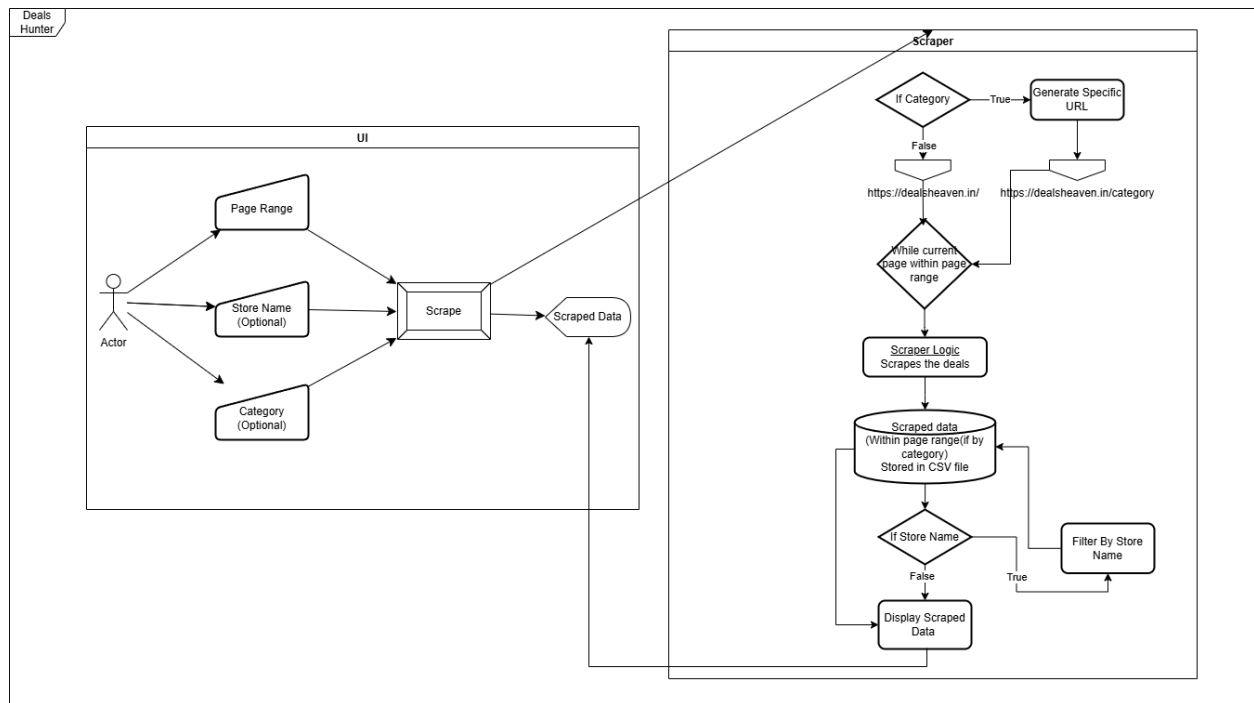 Deals
Hunter
UI
Page Range
Store Name
(Optional)
Category
(Optional)
Actor
Scrape
Scraped Data
Scraper
If Category
True
Generate Specific
URL
False
https://dealsheaven.in/
https://dealsheaven.in/category
While current
page within page
range
Scraper Logic
Scrapes the deals
Scraped data
(Within page range(if by
category)
Stored in CSV file
If Store Name
False
True
Filter By Store
Name
Display Scraped
Data